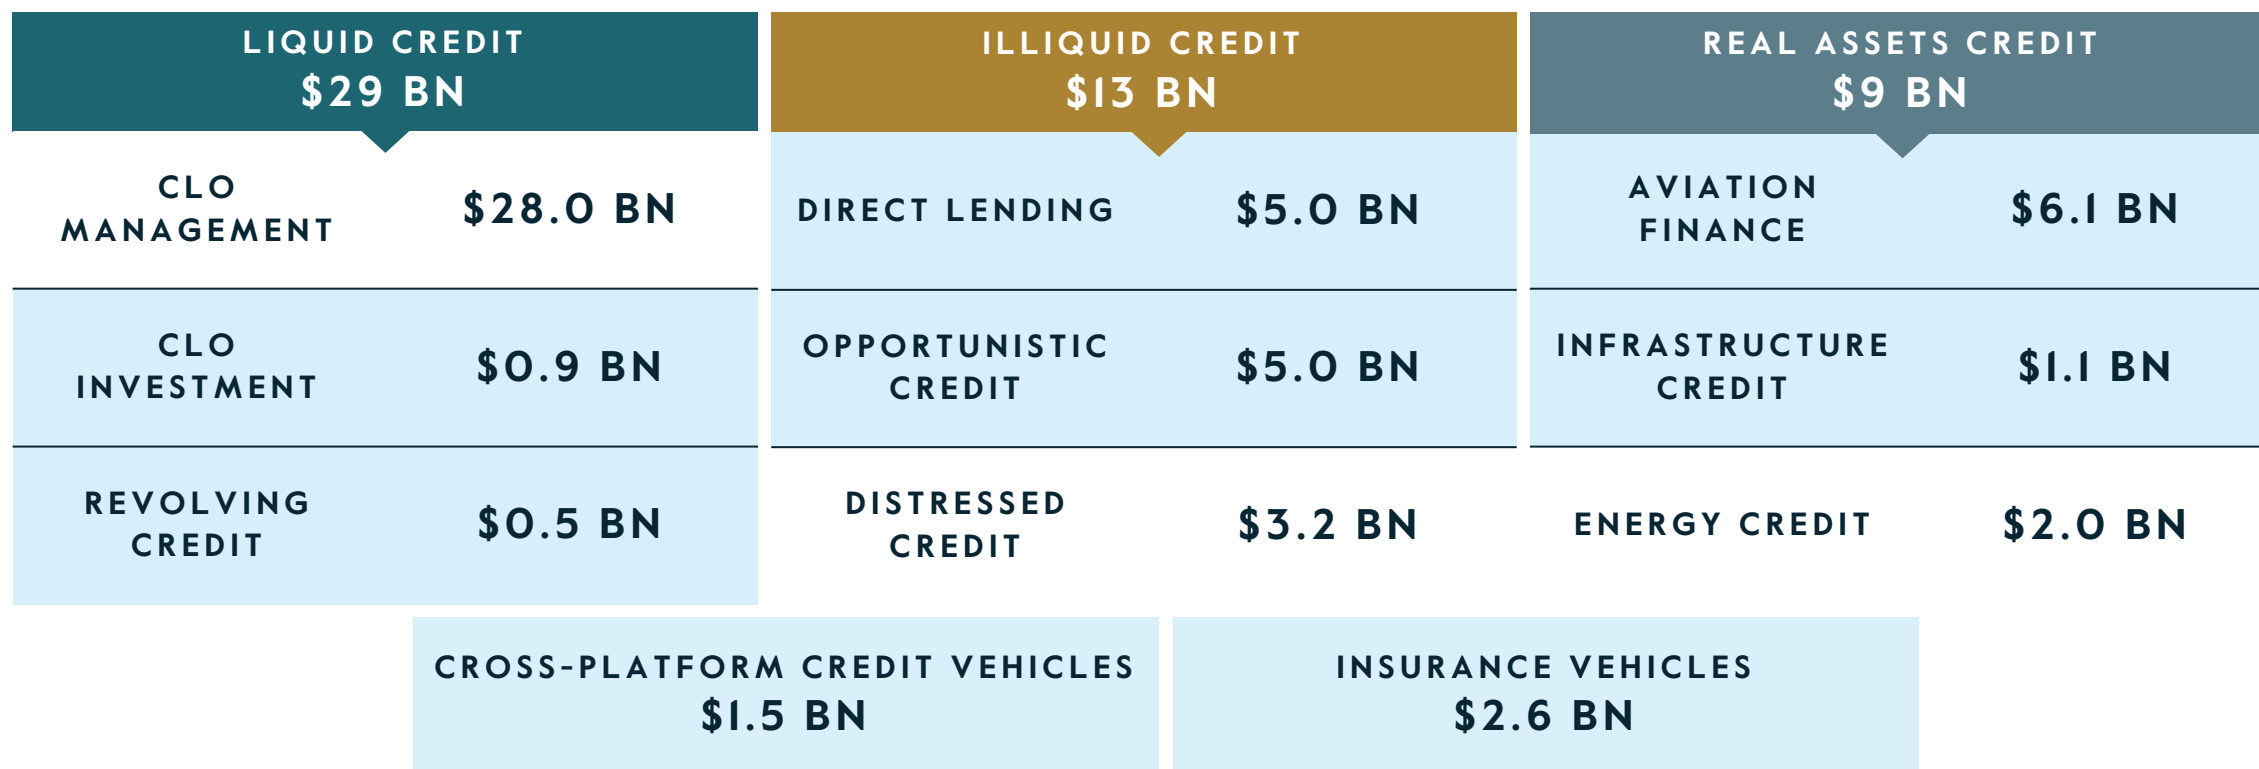 LIQUID CREDIT
$29 BN
CLO
MANAGEMENT
$28.0 BN
CLO
INVESTMENT
$0.9 BN
REVOLVING
CREDIT
$0.5 BN
ILLIQUID CREDIT
$13 BN
DIRECT LENDING
$5.0 BN
OPPORTUNISTIC
CREDIT
$5.0 BN
DISTRESSED
CREDIT
$3.2 BN
REAL ASSETS CREDIT
$9 BN
AVIATION
FINANCE
$6.1 BN
INFRASTRUCTURE
CREDIT
$1.1 BN
ENERGY CREDIT
$2.0 BN
CROSS-PLATFORM CREDIT VEHICLES
$1.5 BN
INSURANCE VEHICLES
$2.6 BN